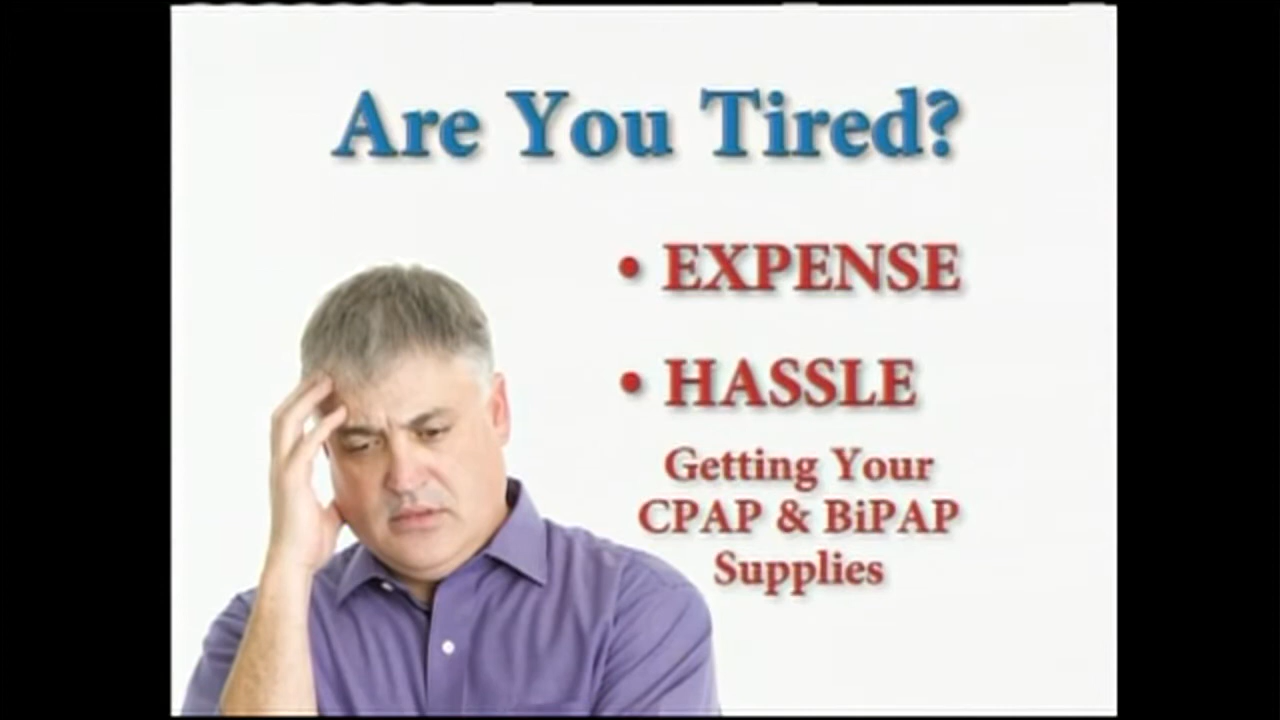 Are You Tired?
• EXPENSE
• HASSLE
Getting Your
CPAP & BiPAP
Supplies